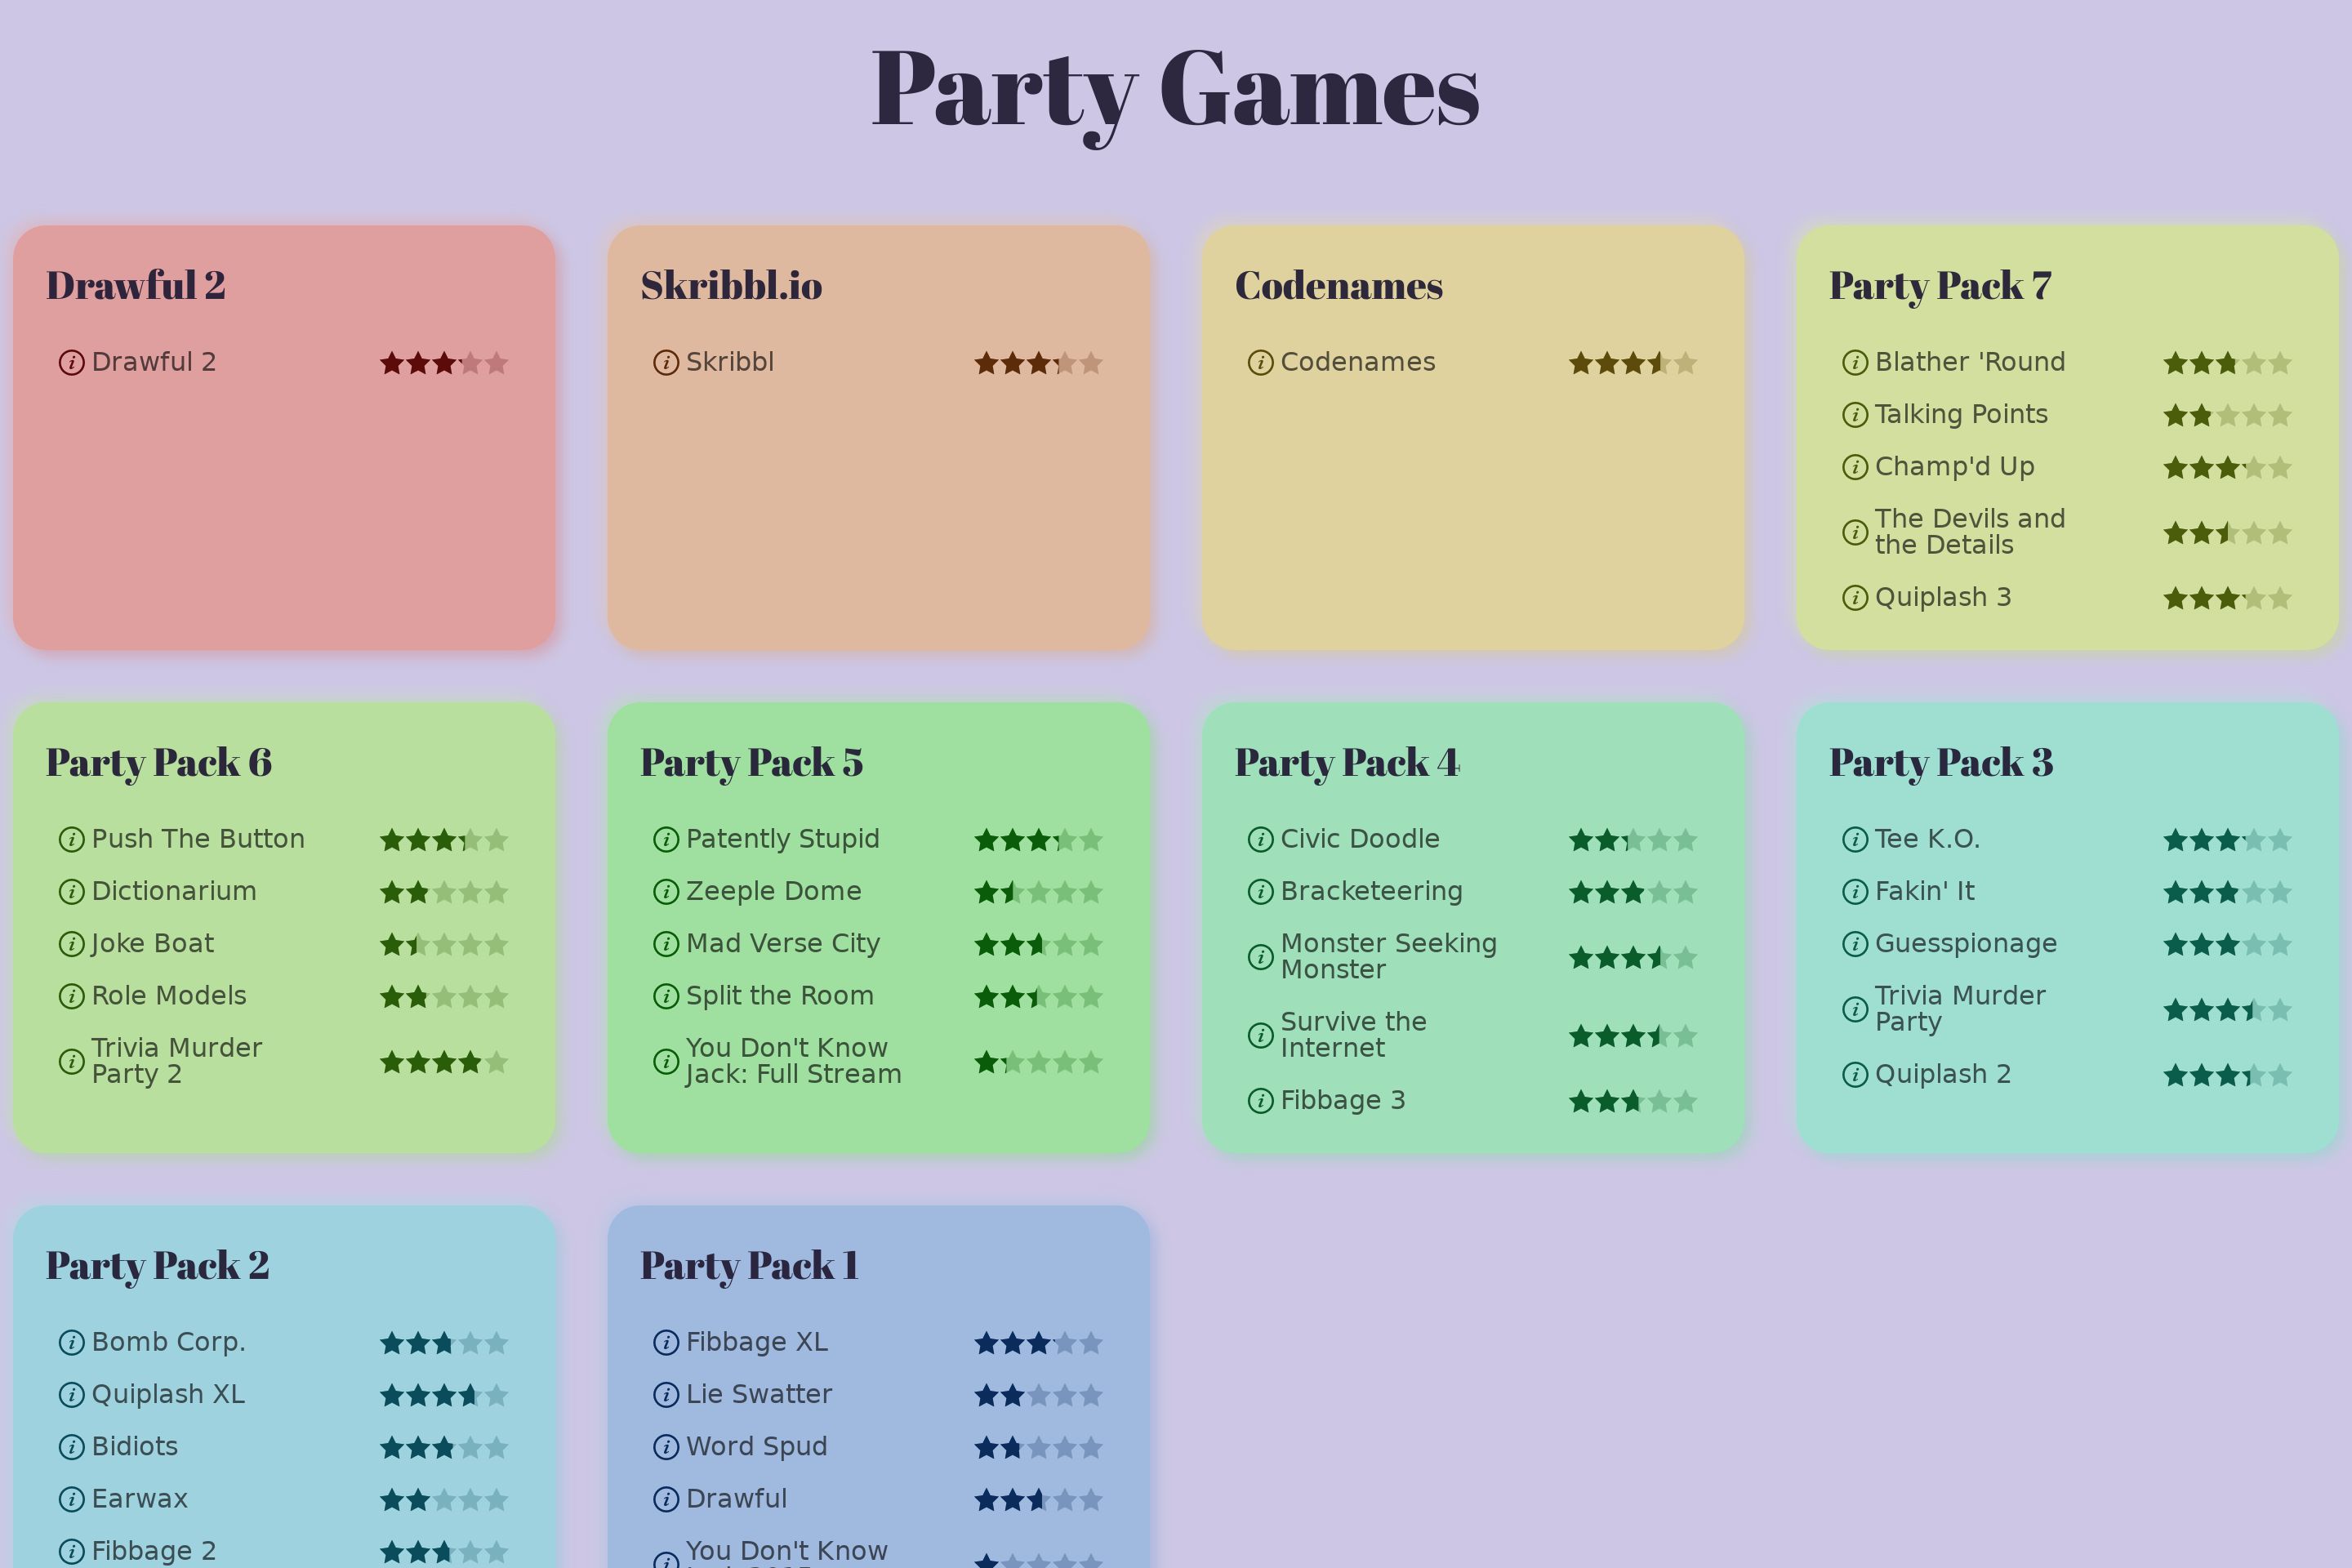 Party Games
Drawful 2
Drawful 2
Skribbl.io
Skribbl
Codenames
Codenames
Party Pack 7
Blather 'Round
Talking Points
Champ'd Up
The Devils and
the Details
Quiplash 3
Party Pack 6
Push The Button
Dictionarium
Joke Boat
Role Models
Trivia Murder
Party 2
Party Pack 5
Patently Stupid
Zeeple Dome
Mad Verse City
Split the Room
You Don't Know
Jack: Full Stream
Party Pack 4
Civic Doodle
Bracketeering
Monster Seeking
Monster
Survive the
Internet
Fibbage 3
Party Pack 3
Tee K.O.
Fakin' It
Guesspionage
Trivia Murder
Party
Quiplash 2
Party Pack 2
Bomb Corp.
Quiplash XL
Bidiots
Earwax
Fibbage 2
Party Pack 1
Fibbage XL
Lie Swatter
Word Spud
Drawful
You Don't Know